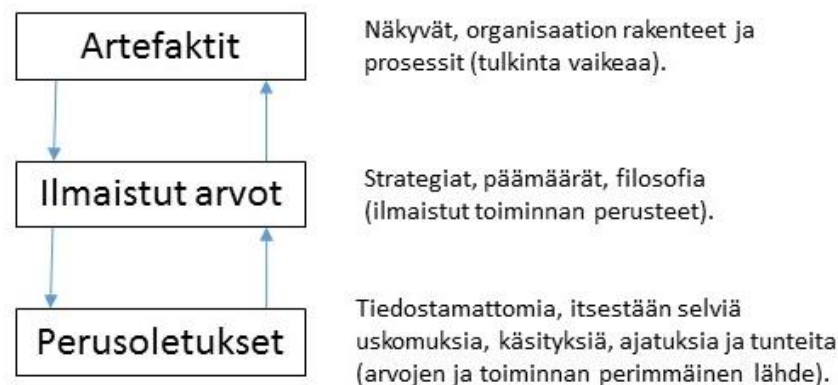 Artefaktit
Näkyvät, organisaation rakenteet ja
prosessit (tulkinta vaikeaa).
Ilmaistut arvot
Strategiat, päämäärät, filosofia
(ilmaistut toiminnan perusteet).
Perusoletukset
Tiedostamattomia, itsestään selviä
uskomuksia, käsityksiä, ajatuksia ja tunteita
(arvojen ja toiminnan perimmäinen lähde).